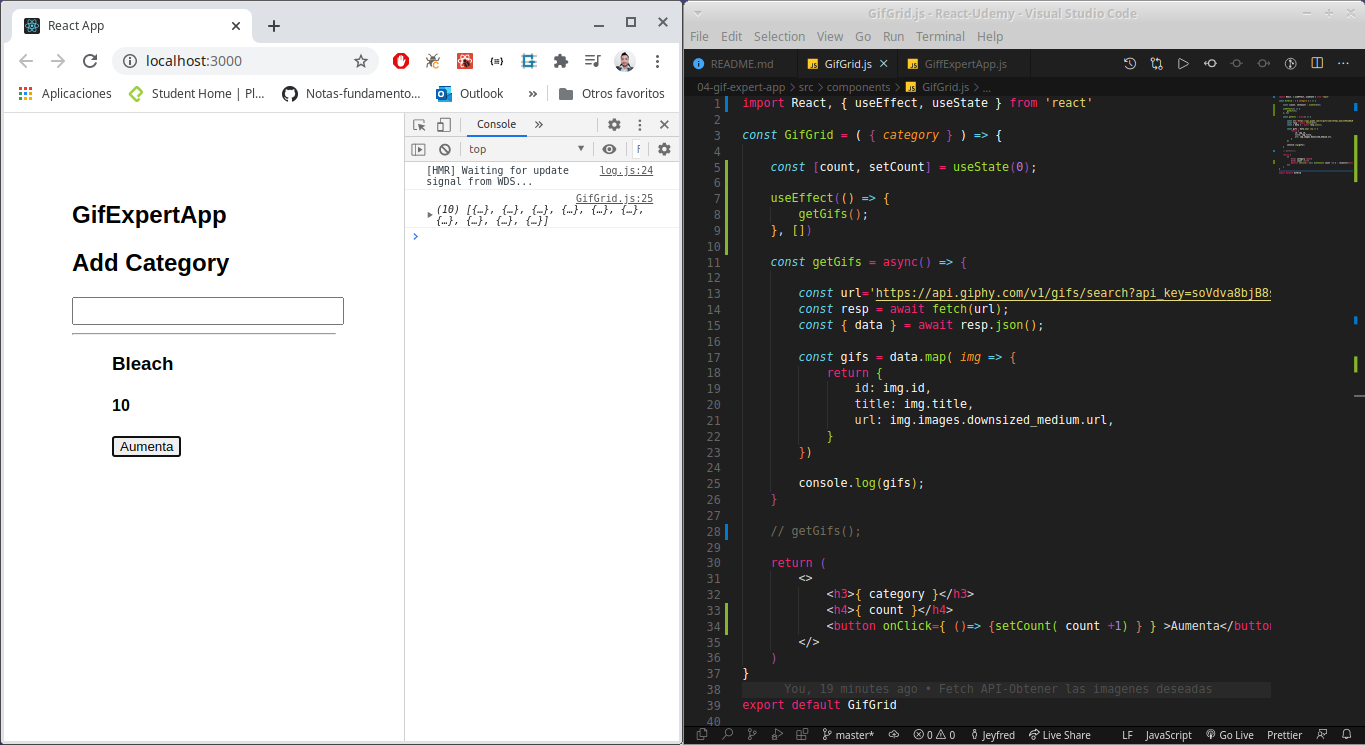 React App
localhost:3000
Aplicaciones
Student Home | Pl...
Notas-fundamento...
Outlook
»
Otros favoritos
GifExpertApp
Add Category
Bleach
10
Aumenta
Console
»
top
[HMR] Waiting for update
signal from WDS...
log.js:24
GifGrid.js:25
(10) [{…}, {…}, {…}, {…}, {…}, {…},
{…}, {…}, {…}, {…}]
GifGrid.js - React-Udemy - Visual Studio Code
File Edit Selection View Go Run Terminal Help
README.md
JS GifGrid.js
JS GiffExpertApp.js
04-gif-expert-app > src > components > JS GifGrid.js > ...
1 import React, { useEffect, useState } from 'react'
2
3 const GifGrid = ( { category } ) => {
4
5 const [count, setCount] = useState(0);
6
7 useEffect(() => {
8 getGifs();
9 }, [])
10
11 const getGifs = async() => {
12
13 const url='https://api.giphy.com/v1/gifs/search?api_key=soVdva8bjB8
14 const resp = await fetch(url);
15 const { data } = await resp.json();
16
17 const gifs = data.map( img => {
18 return {
19 id: img.id,
20 title: img.title,
21 url: img.images.downsized_medium.url,
22 }
23 })
24
25 console.log(gifs);
26 }
27
28 // getGifs();
29
30 return (
31 <>
32 <h3>{ category }</h3>
33 <h4>{ count }</h4>
34 <button onClick={ ()=> {setCount( count +1) } } >Aumenta</button
35 </>
36 )
37 }
38 You, 19 minutes ago • Fetch API-Obtener las imagenes deseadas
39 export default GifGrid
40
master* 0 0 Jeyfred Live Share LF JavaScript Go Live Prettier